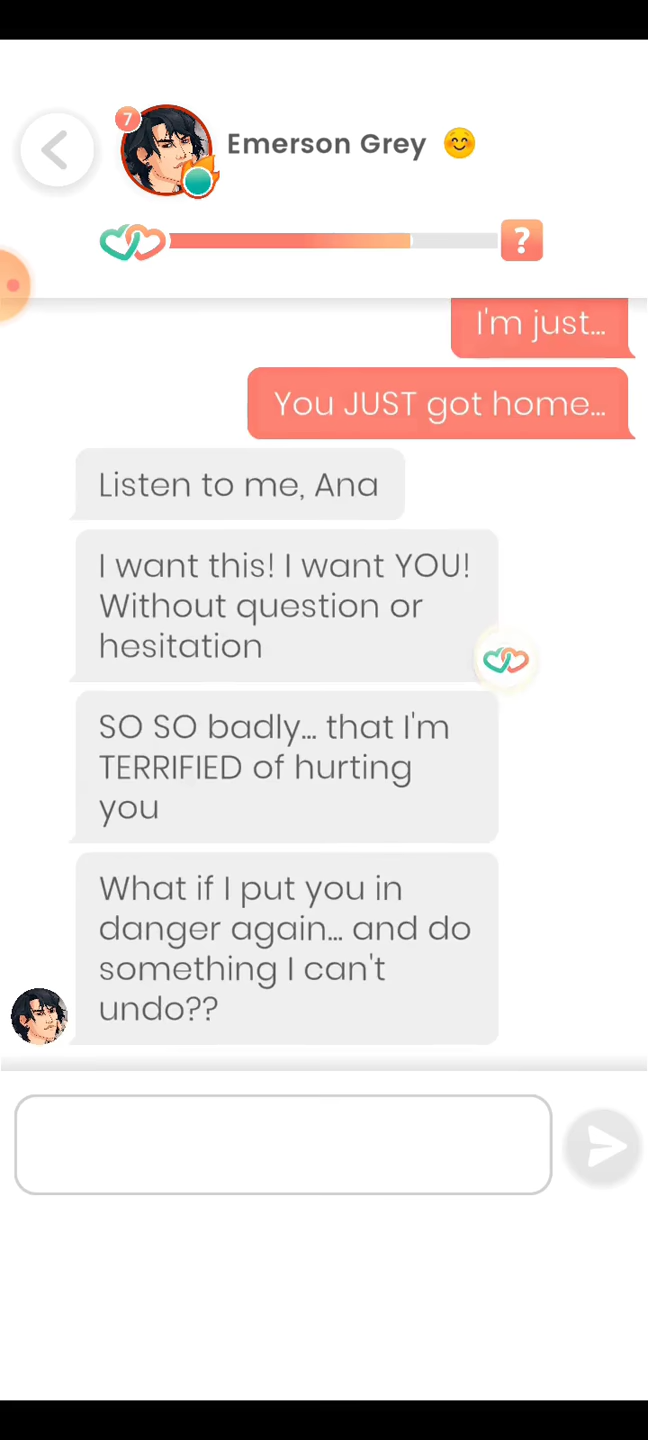 7
Emerson Grey 😊
?
I'm just...
You JUST got home...
Listen to me, Ana
I want this! I want YOU!
Without question or
hesitation
SO SO badly... that I'm
TERRIFIED of hurting
you
What if I put you in
danger again... and do
something I can't
undo??